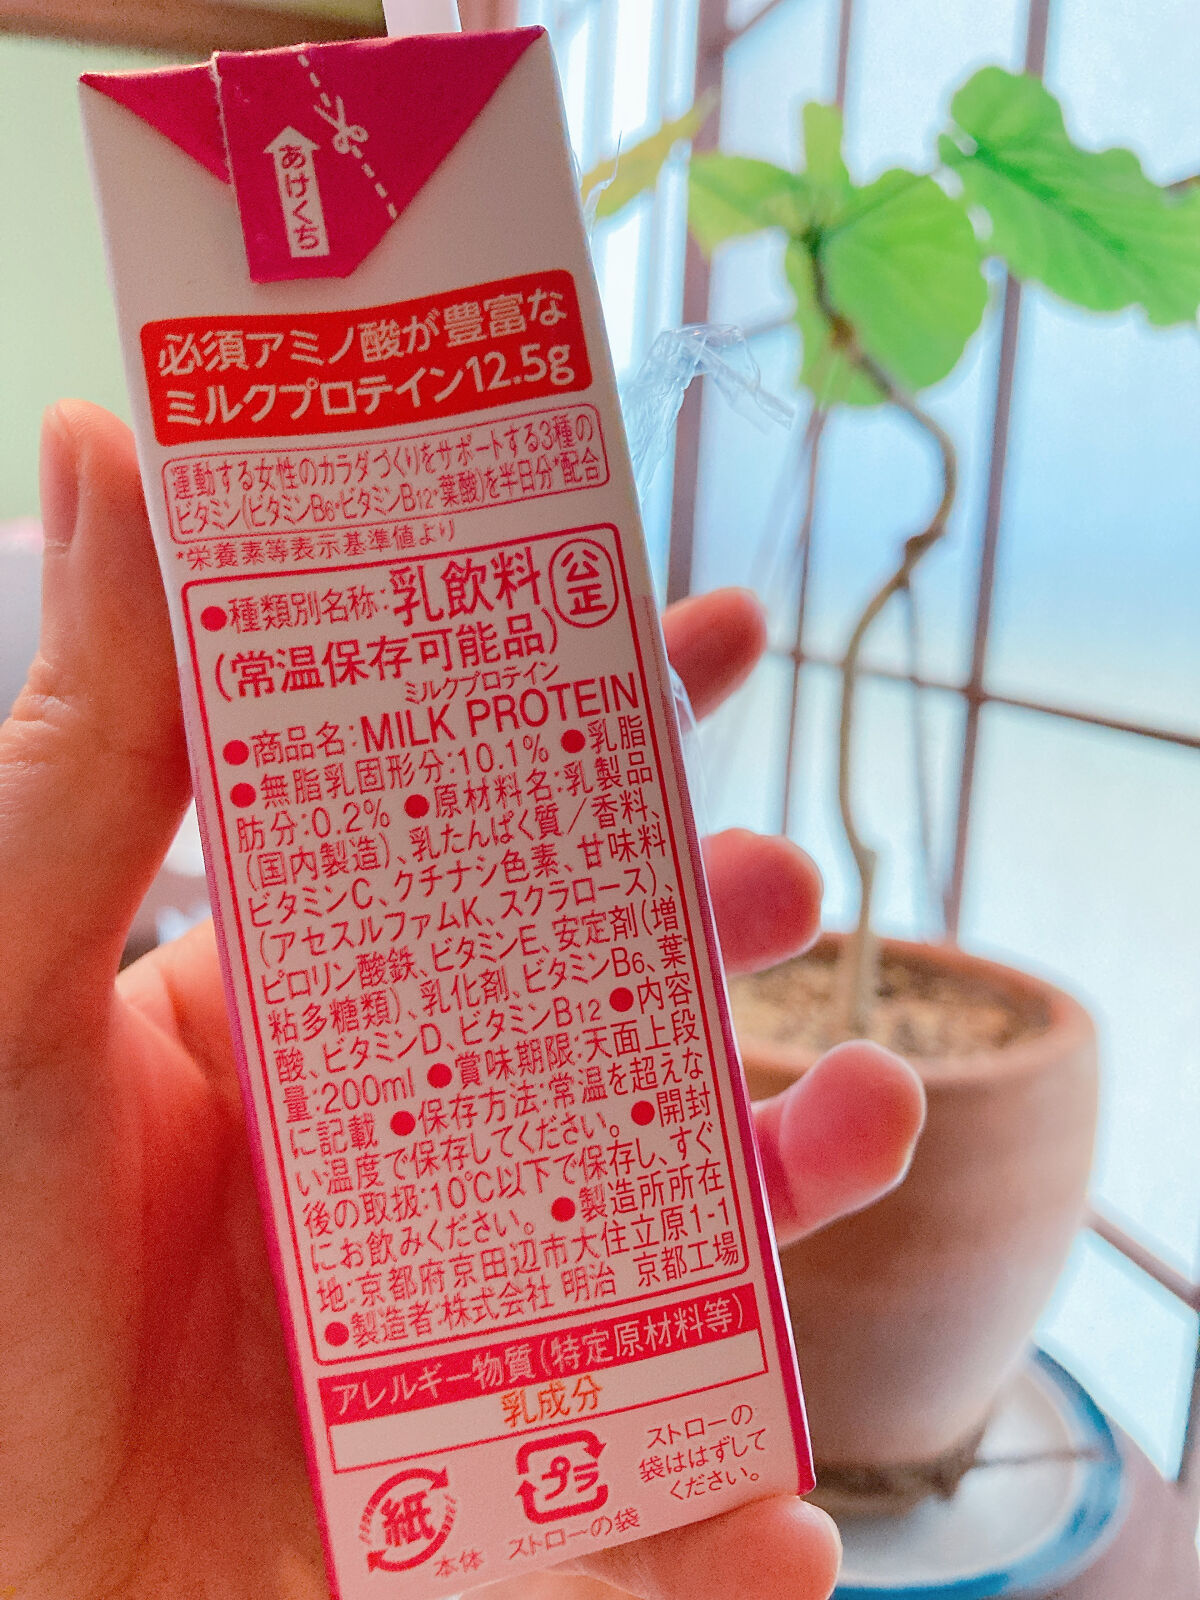 あけくち
必須アミノ酸が豊富な
ミルクプロテイン12.5g
運動する女性のカラダづくりをサポートする3種の
ビタミン(ビタミンB6・ビタミンB12・葉酸)を半日分*配合
*栄養素等表示基準値より
●種類別名称:乳飲料 公正
(常温保存可能品)
ミルクプロテイン
●商品名:MILK PROTEIN
●無脂乳固形分:10.1% ●乳脂
肪分:0.2% ●原材料名:乳製品
(国内製造)、乳たんぱく質/香料、
ビタミンC、クチナシ色素、甘味料
(アセスルファムK、スクラロース)、
ピロリン酸鉄、ビタミンE、安定剤(増
粘多糖類)、乳化剤、ビタミンB6、葉
酸、ビタミンD、ビタミンB12 ●内容
量:200ml ●賞味期限:天面上段
に記載 ●保存方法:常温を超えな
い温度で保存してください。 ●開封
後の取扱:10℃以下で保存し、すぐ
にお飲みください。 ●製造所所在
地:京都府京田辺市大住立原1-1
●製造者:株式会社 明治 京都工場
アレルギー物質(特定原材料等)
乳成分
紙
本体
プラ
ストローの袋
ストローの
袋ははずして
ください。